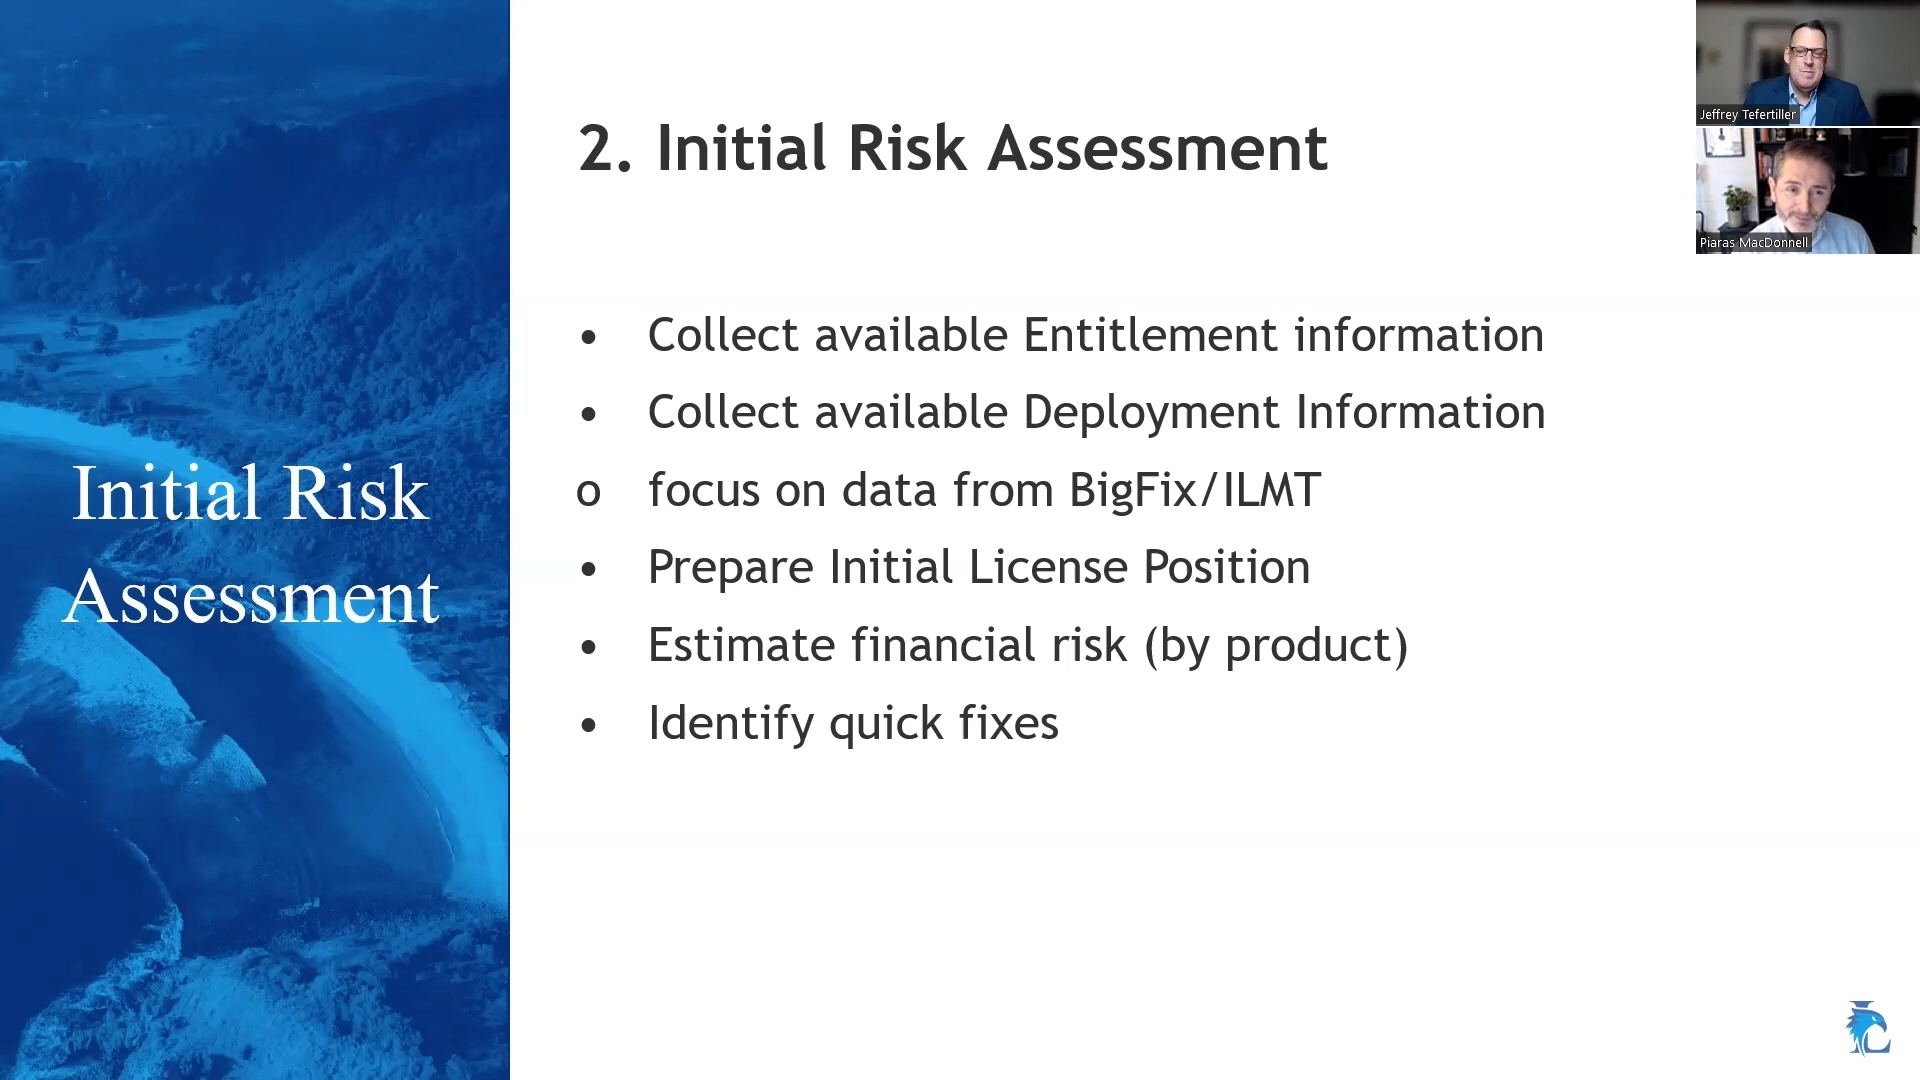 Initial Risk
Assessment
2. Initial Risk Assessment
• Collect available Entitlement information
• Collect available Deployment Information
o focus on data from BigFix/ILMT
• Prepare Initial License Position
• Estimate financial risk (by product)
• Identify quick fixes
Jeffrey Tefertiller
Piaras MacDonnell